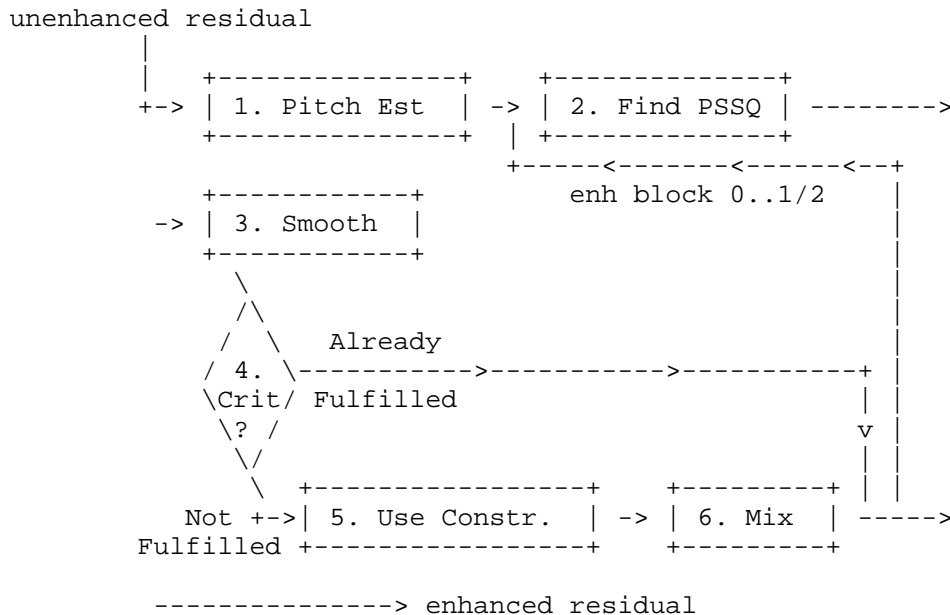 unenhanced residual
        |
        |   +---------------+   +--------------+
        +-> | 1. Pitch Est  | ->| 2. Find PSSQ | -------->
            +---------------+ | +--------------+
                              +-----<-------<------<--+
            +------------+         enh block 0..1/2   |
         -> | 3. Smooth  |                            |
            +------------+                            |
              \                                       |
              /\                                      |
             /  \   Already                           |
            / 4. \----------->----------->-----------+ |
            \Crit/ Fulfilled                         | |
             \? /                                    v |
              \/                                     | |
               \  +-----------------+    +---------+ | |
           Not +->| 5. Use Constr.  | -> | 6. Mix  | ----->
        Fulfilled +-----------------+    +---------+
         ---------------> enhanced residual